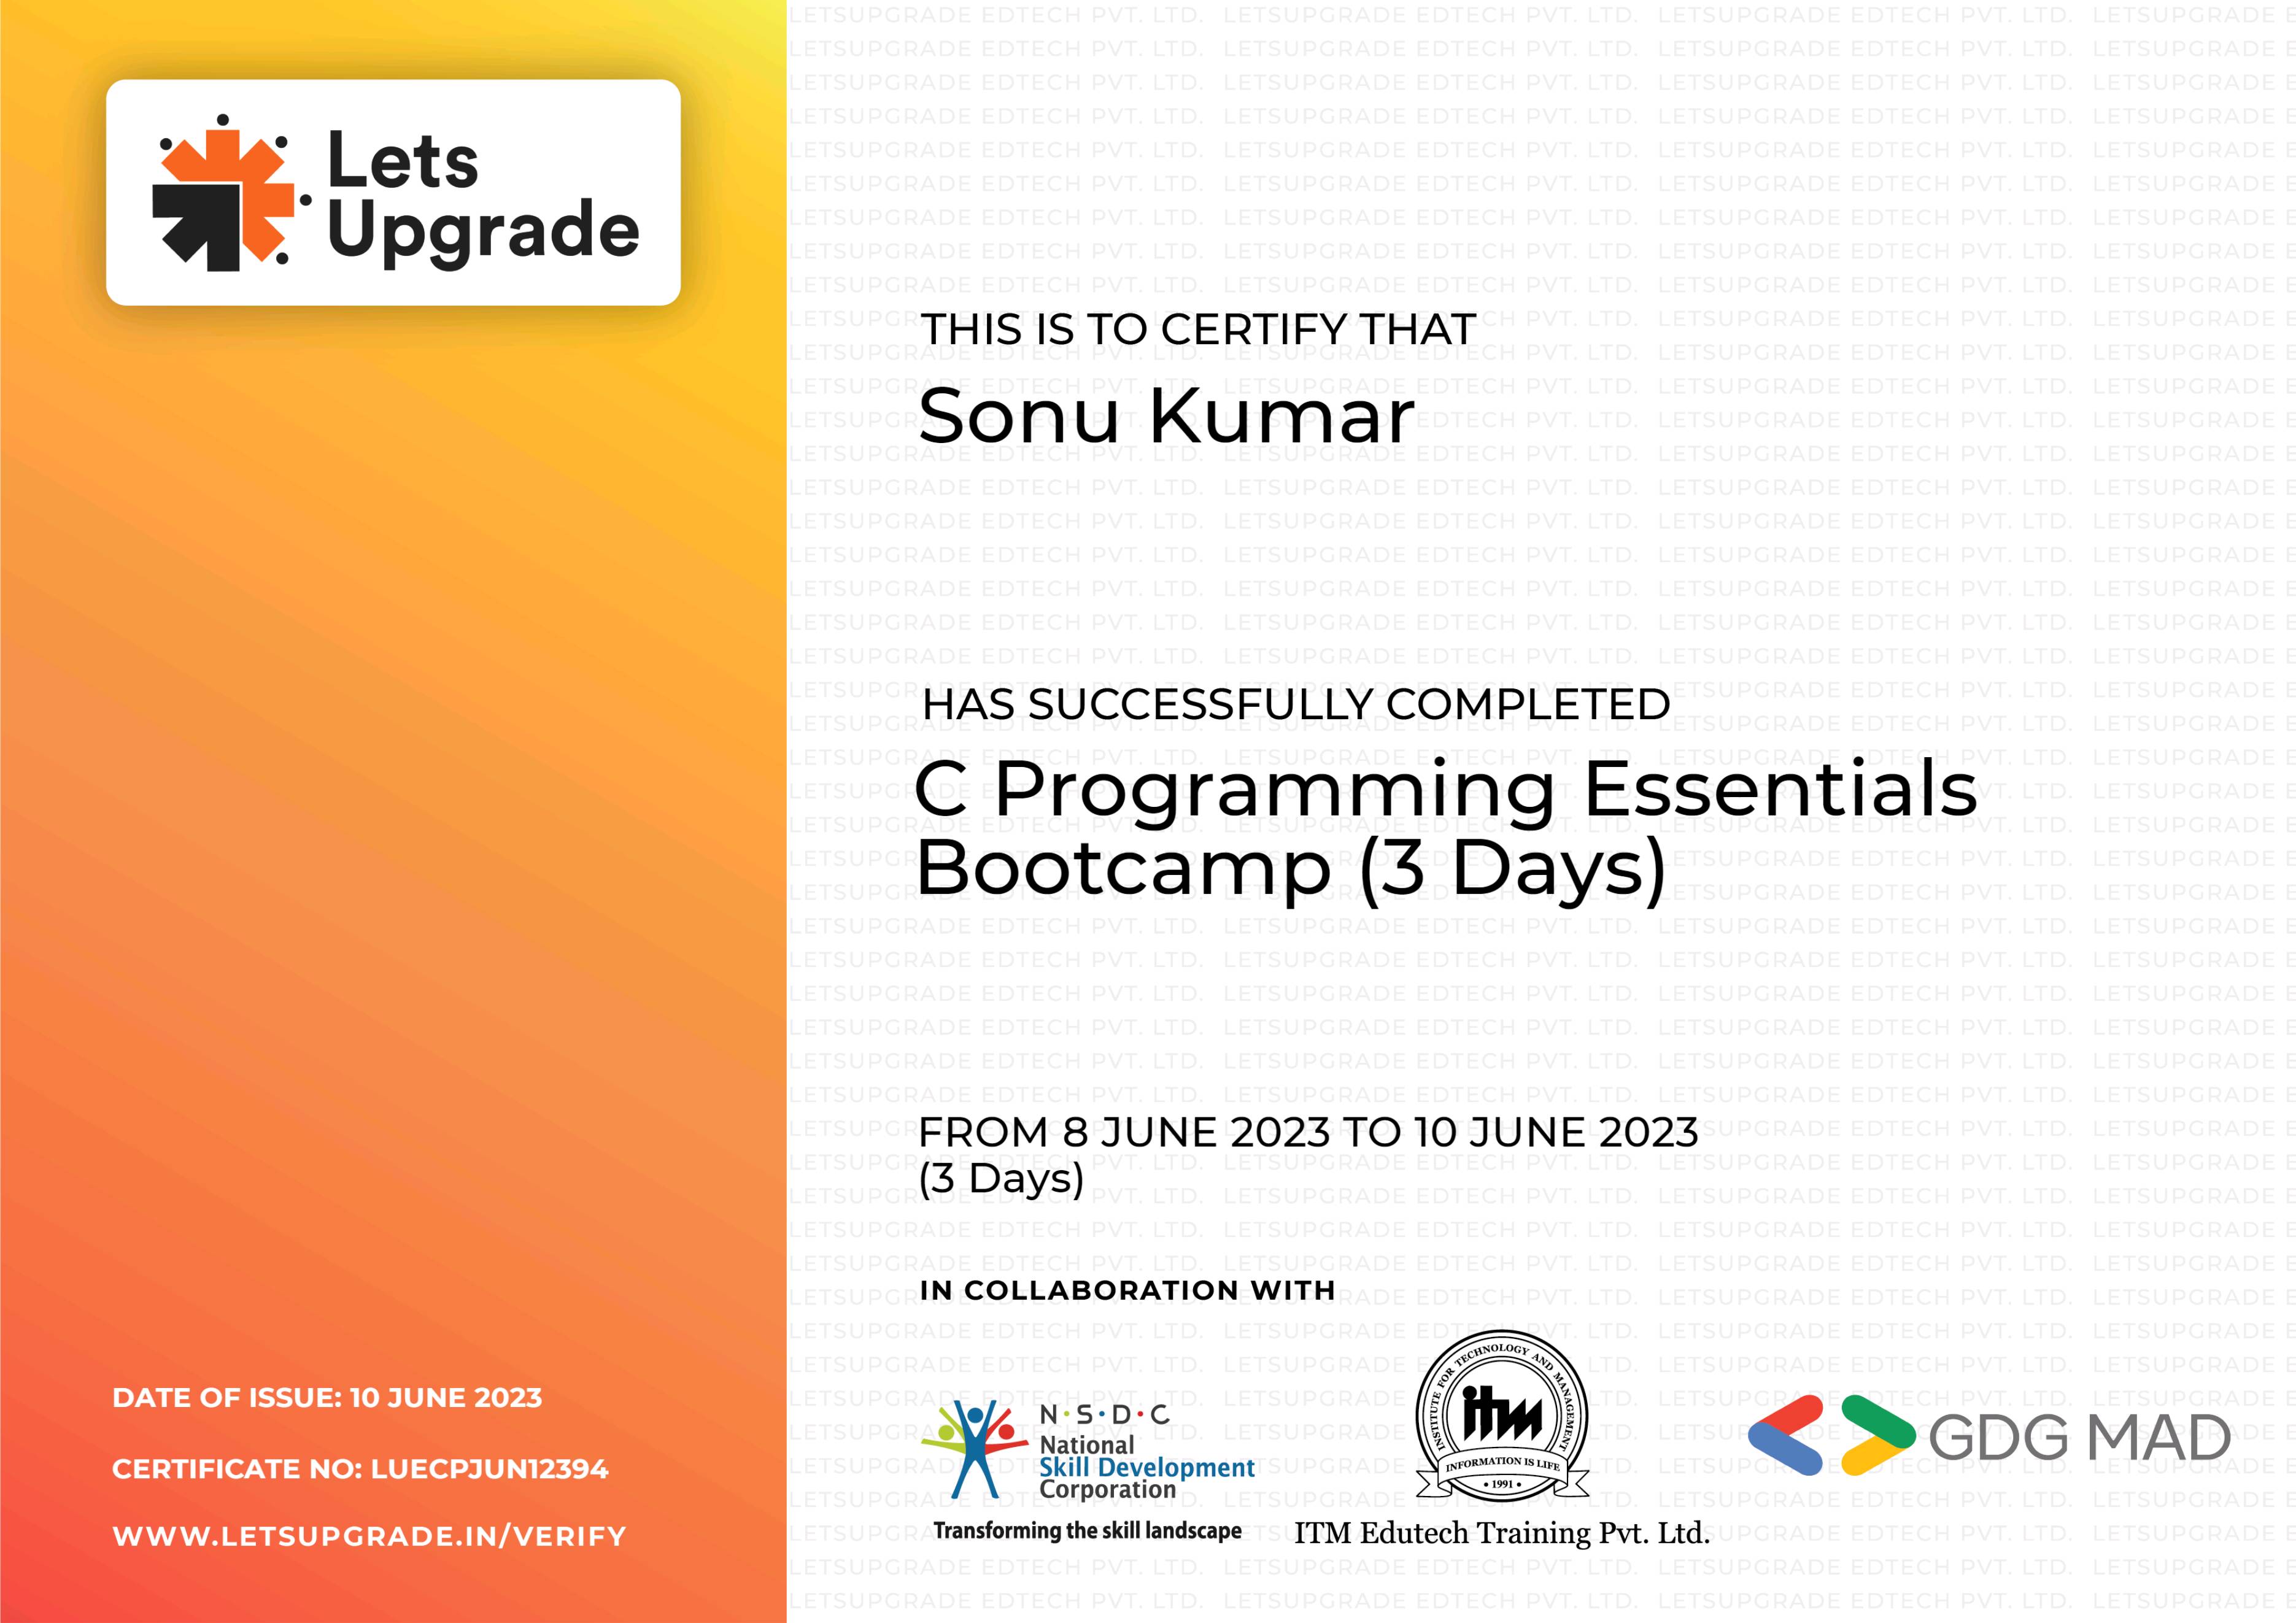 Lets
Upgrade
THIS IS TO CERTIFY THAT
Sonu Kumar
HAS SUCCESSFULLY COMPLETED
C Programming Essentials
Bootcamp (3 Days)
FROM 8 JUNE 2023 TO 10 JUNE 2023
(3 Days)
DATE OF ISSUE: 10 JUNE 2023
CERTIFICATE NO: LUECPJUN12394
WWW.LETSUPGRADE.IN/VERIFY
IN COLLABORATION WITH
N·S·D·C
National
Skill Development
Corporation
Transforming the skill landscape
INSTITUTE FOR TECHNOLOGY AND MANAGEMENT
itm
INFORMATION IS LIFE
• 1991 •
ITM Edutech Training Pvt. Ltd.
GDG MAD
LETSUPGRADE EDTECH PVT. LTD.